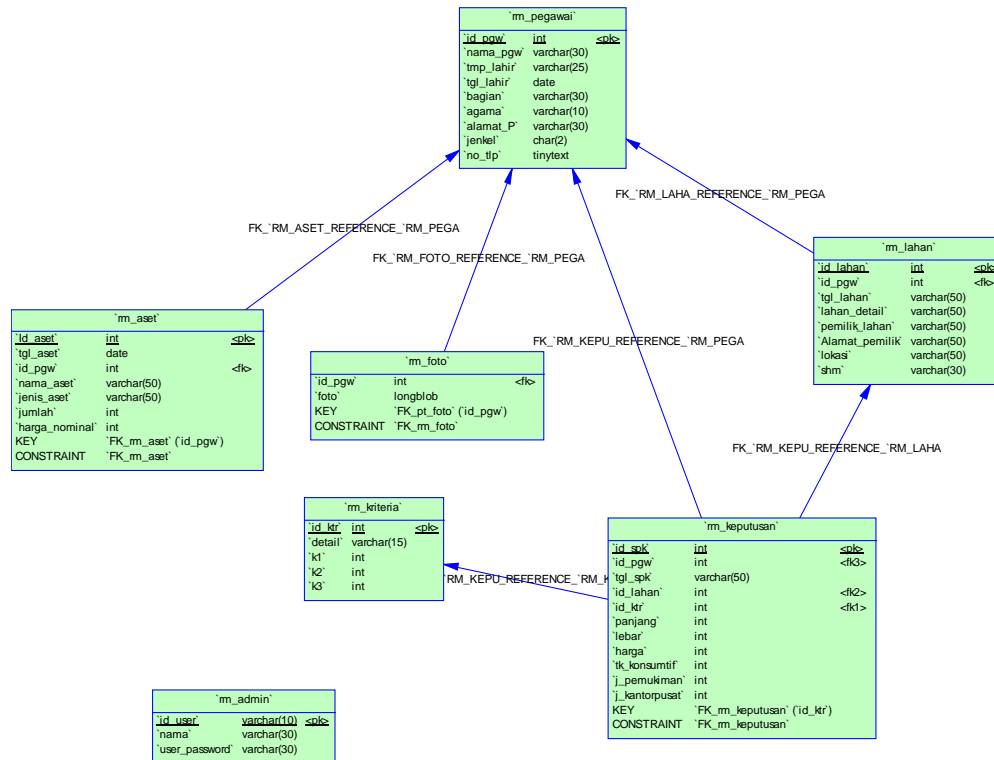 `rm_pegawai`
`id_pgw` int <pk>
`nama_pgw` varchar(30)
`tmp_lahir` varchar(25)
`tgl_lahir` date
`bagian` varchar(30)
`agama` varchar(10)
`alamat_P` varchar(30)
`jenkel` char(2)
`no_tlp` tinytext
FK_`RM_LAHA_REFERENCE_`RM_PEGA
FK_`RM_ASET_REFERENCE_`RM_PEGA
FK_`RM_FOTO_REFERENCE_`RM_PEGA
`rm_lahan`
`id_lahan` int <pk>
`id_pgw` int <fk>
`tgl_lahan` varchar(50)
`lahan_detail` varchar(50)
`pemilik_lahan` varchar(50)
`Alamat_pemilik` varchar(50)
`lokasi` varchar(50)
`shm` varchar(30)
`rm_aset`
`Id_aset` int <pk>
`tgl_aset` date
`id_pgw` int <fk>
`nama_aset` varchar(50)
`jenis_aset` varchar(50)
`jumlah` int
`harga_nominal` int
KEY `FK_rm_aset` (`id_pgw`)
CONSTRAINT `FK_rm_aset`
FK_`RM_KEPU_REFERENCE_`RM_PEGA
`rm_foto`
`id_pgw` int <fk>
`foto` longblob
KEY `FK_pt_foto` (`id_pgw`)
CONSTRAINT `FK_rm_foto`
FK_`RM_KEPU_REFERENCE_`RM_LAHA
`rm_kriteria`
`id_ktr` int <pk>
`detail` varchar(15)
`k1` int
`k2` int
`k3` int
`RM_KEPU_REFERENCE_`RM_K
`rm_keputusan`
`id_spk` int <pk>
`id_pgw` int <fk3>
`tgl_spk` varchar(50)
`id_lahan` int <fk2>
`id_ktr` int <fk1>
`panjang` int
`lebar` int
`harga` int
`tk_konsumtif` int
`j_pemukiman` int
`j_kantorpusat` int
KEY `FK_rm_keputusan` (`id_ktr`)
CONSTRAINT `FK_rm_keputusan`
`rm_admin`
`id_user` varchar(10) <pk>
`nama` varchar(30)
`user_password` varchar(30)